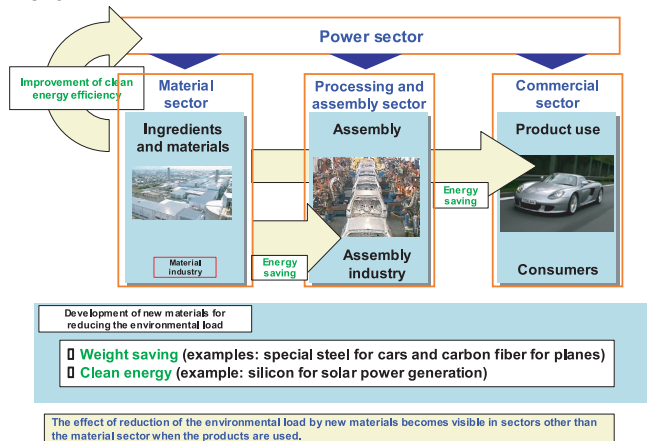 Power sector
Improvement of clean
energy efficiency
Material
sector
Processing and
assembly sector
Commercial
sector
Ingredients
and materials
Assembly
Product use
Energy
saving
Material
industry
Energy
saving
Assembly
industry
Consumers
Development of new materials for
reducing the environmental load
▯ Weight saving (examples: special steel for cars and carbon fiber for planes)
▯ Clean energy (example: silicon for solar power generation)
The effect of reduction of the environmental load by new materials becomes visible in sectors other than
the material sector when the products are used.